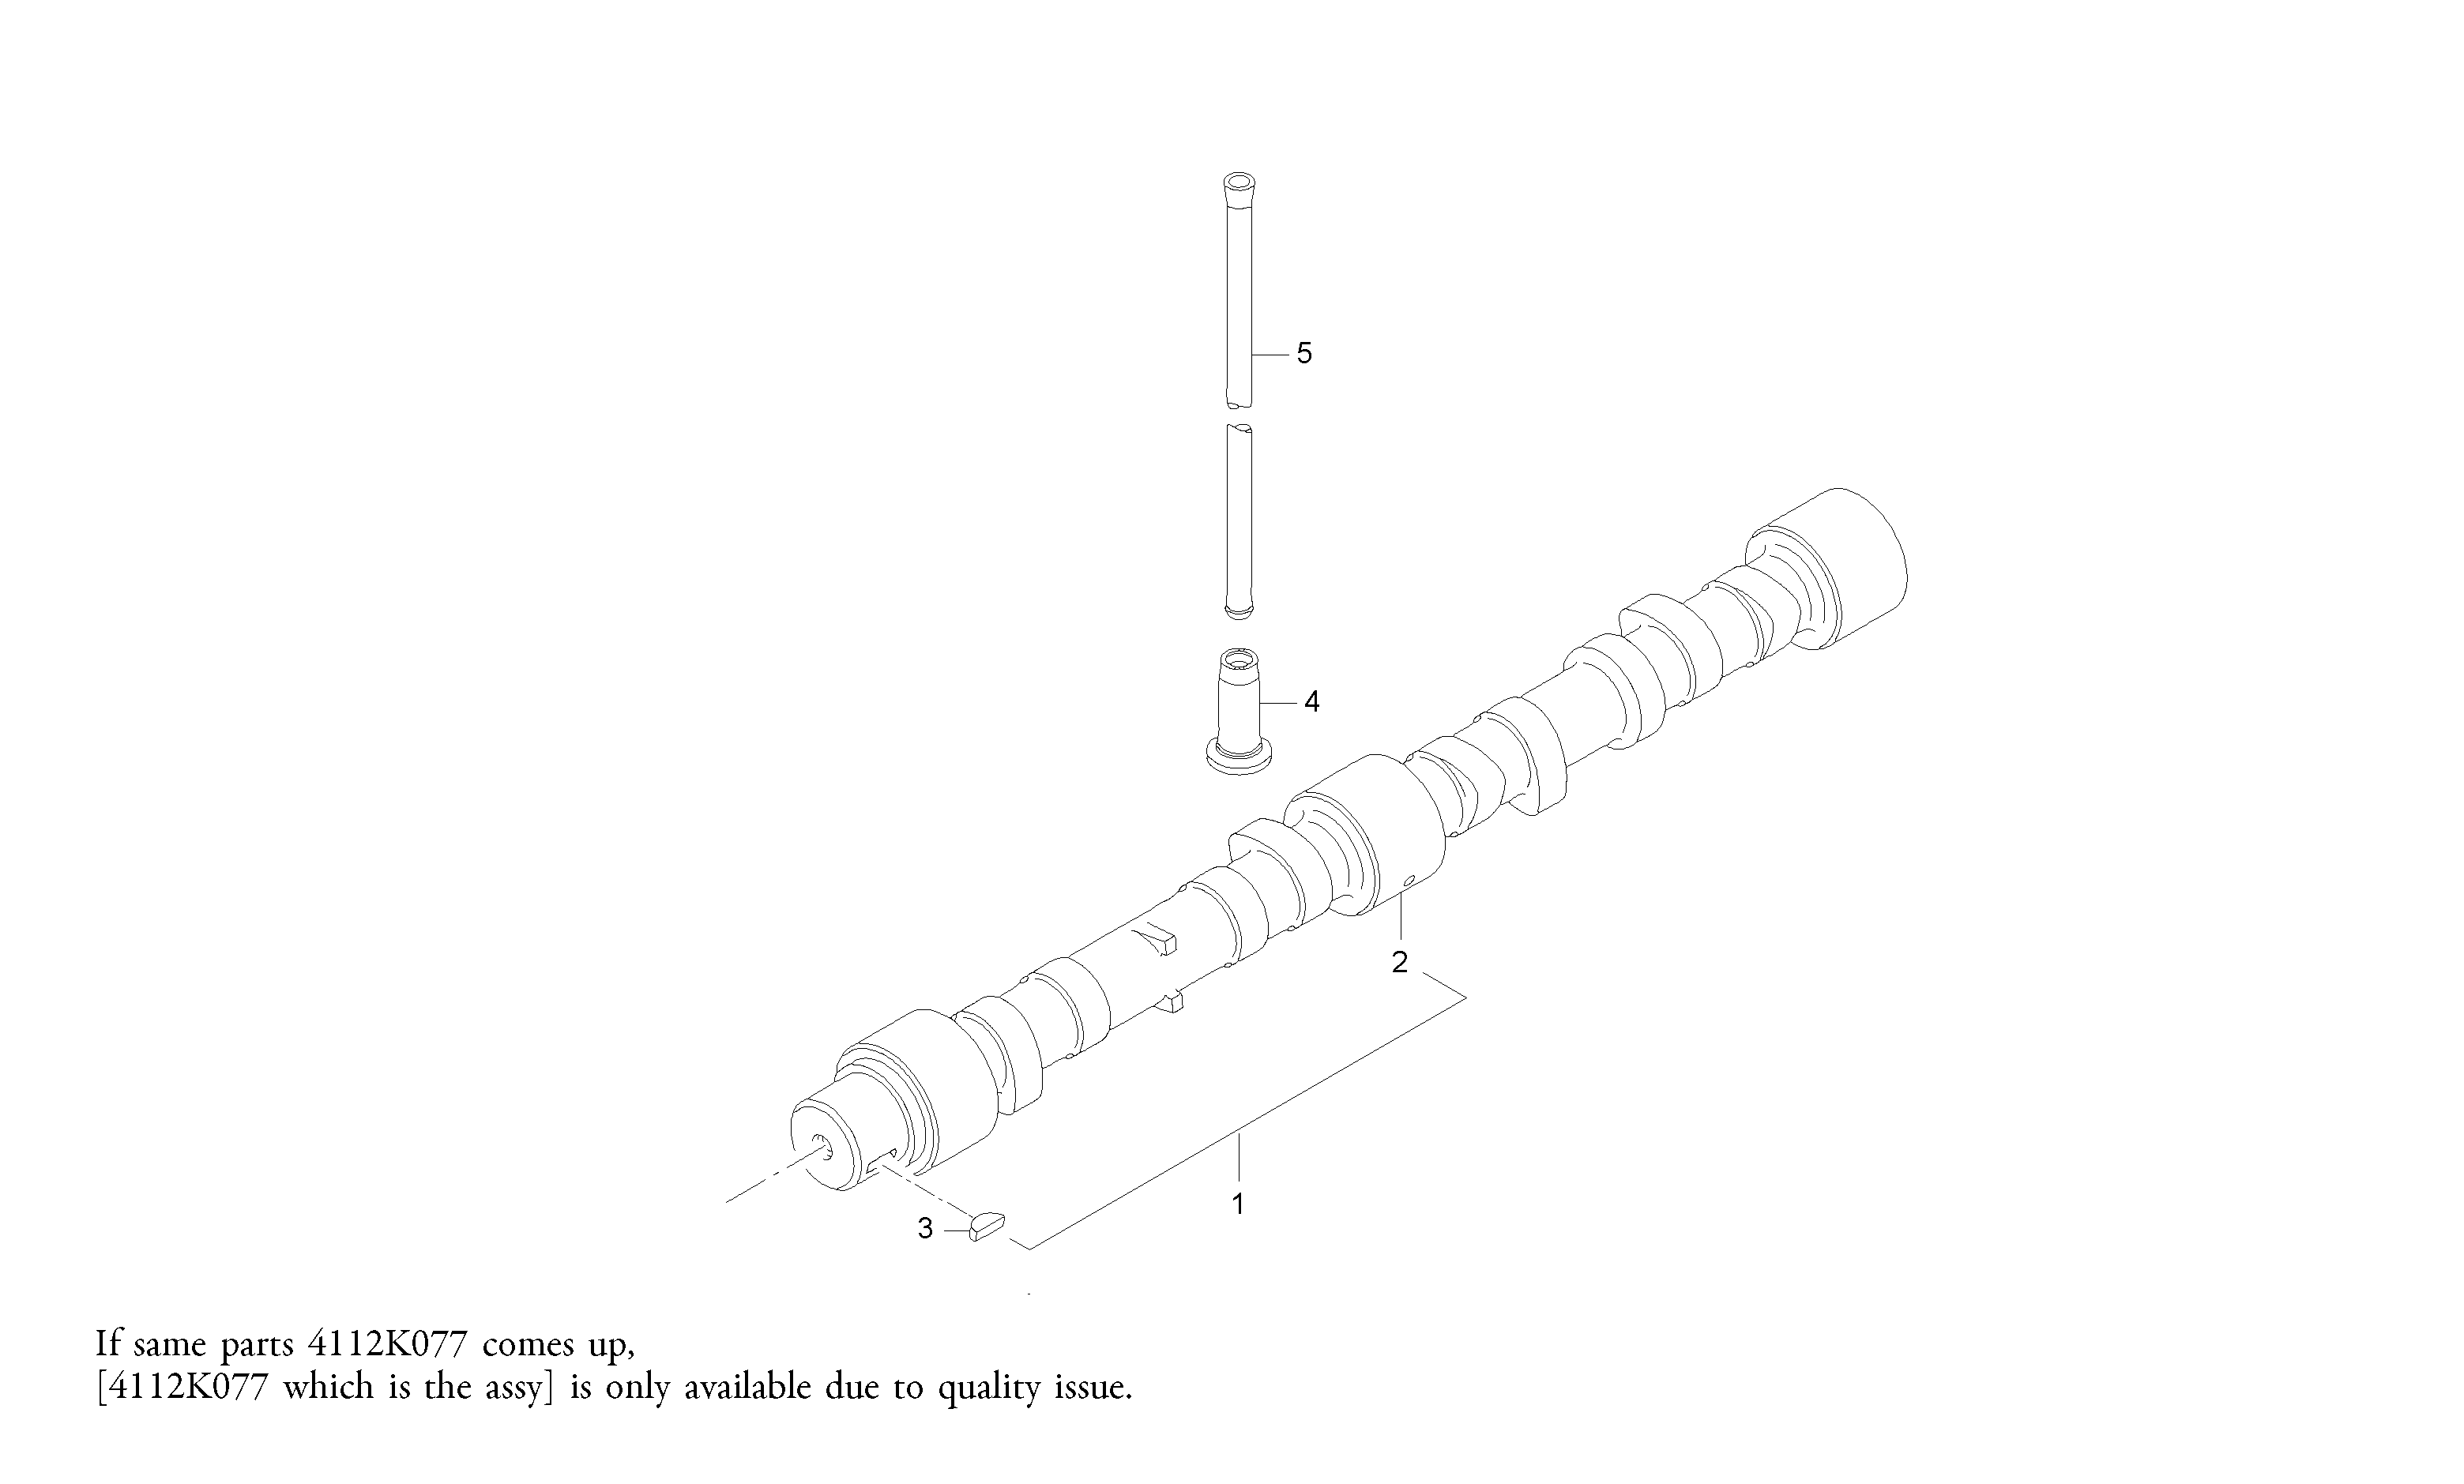 5
4
2
1
3
If same parts 4112K077 comes up,
[4112K077 which is the assy] is only available due to quality issue.